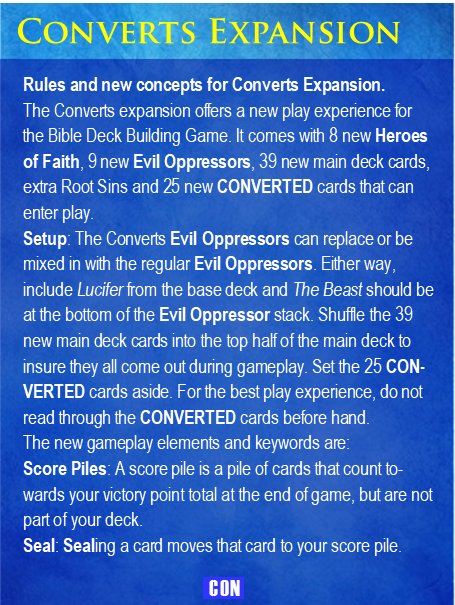 CONVERTS EXPANSION
Rules and new concepts for Converts Expansion.
The Converts expansion offers a new play experience for
the Bible Deck Building Game. It comes with 8 new Heroes
of Faith, 9 new Evil Oppressors, 39 new main deck cards,
extra Root Sins and 25 new CONVERTED cards that can
enter play.
Setup: The Converts Evil Oppressors can replace or be
mixed in with the regular Evil Oppressors. Either way,
include Lucifer from the base deck and The Beast should be
at the bottom of the Evil Oppressor stack. Shuffle the 39
new main deck cards into the top half of the main deck to
insure they all come out during gameplay. Set the 25 CON-
VERTED cards aside. For the best play experience, do not
read through the CONVERTED cards before hand.
The new gameplay elements and keywords are:
Score Piles: A score pile is a pile of cards that count to-
wards your victory point total at the end of game, but are not
part of your deck.
Seal: Sealing a card moves that card to your score pile.
CON